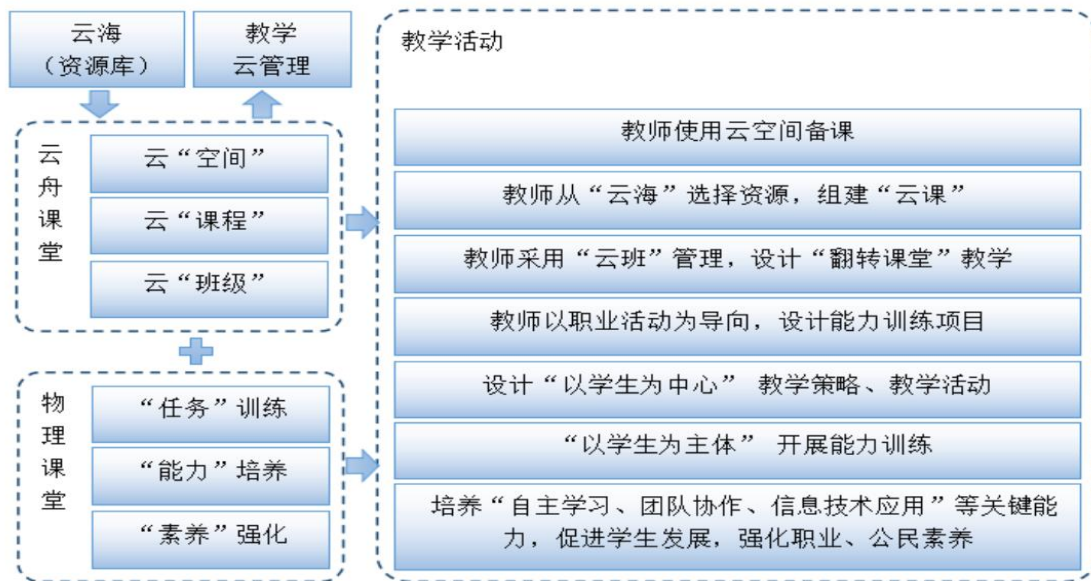 云海
（资源库）
教学
云管理
云舟课堂
云“空间”
云“课程”
云“班级”
物理课堂
“任务”训练
“能力”培养
“素养”强化
教学活动
教师使用云空间备课
教师从“云海”选择资源，组建“云课”
教师采用“云班”管理，设计“翻转课堂”教学
教师以职业活动为导向，设计能力训练项目
设计“以学生为中心” 教学策略、教学活动
“以学生为主体” 开展能力训练
培养“自主学习、团队协作、信息技术应用”等关键能
力，促进学生发展，强化职业、公民素养